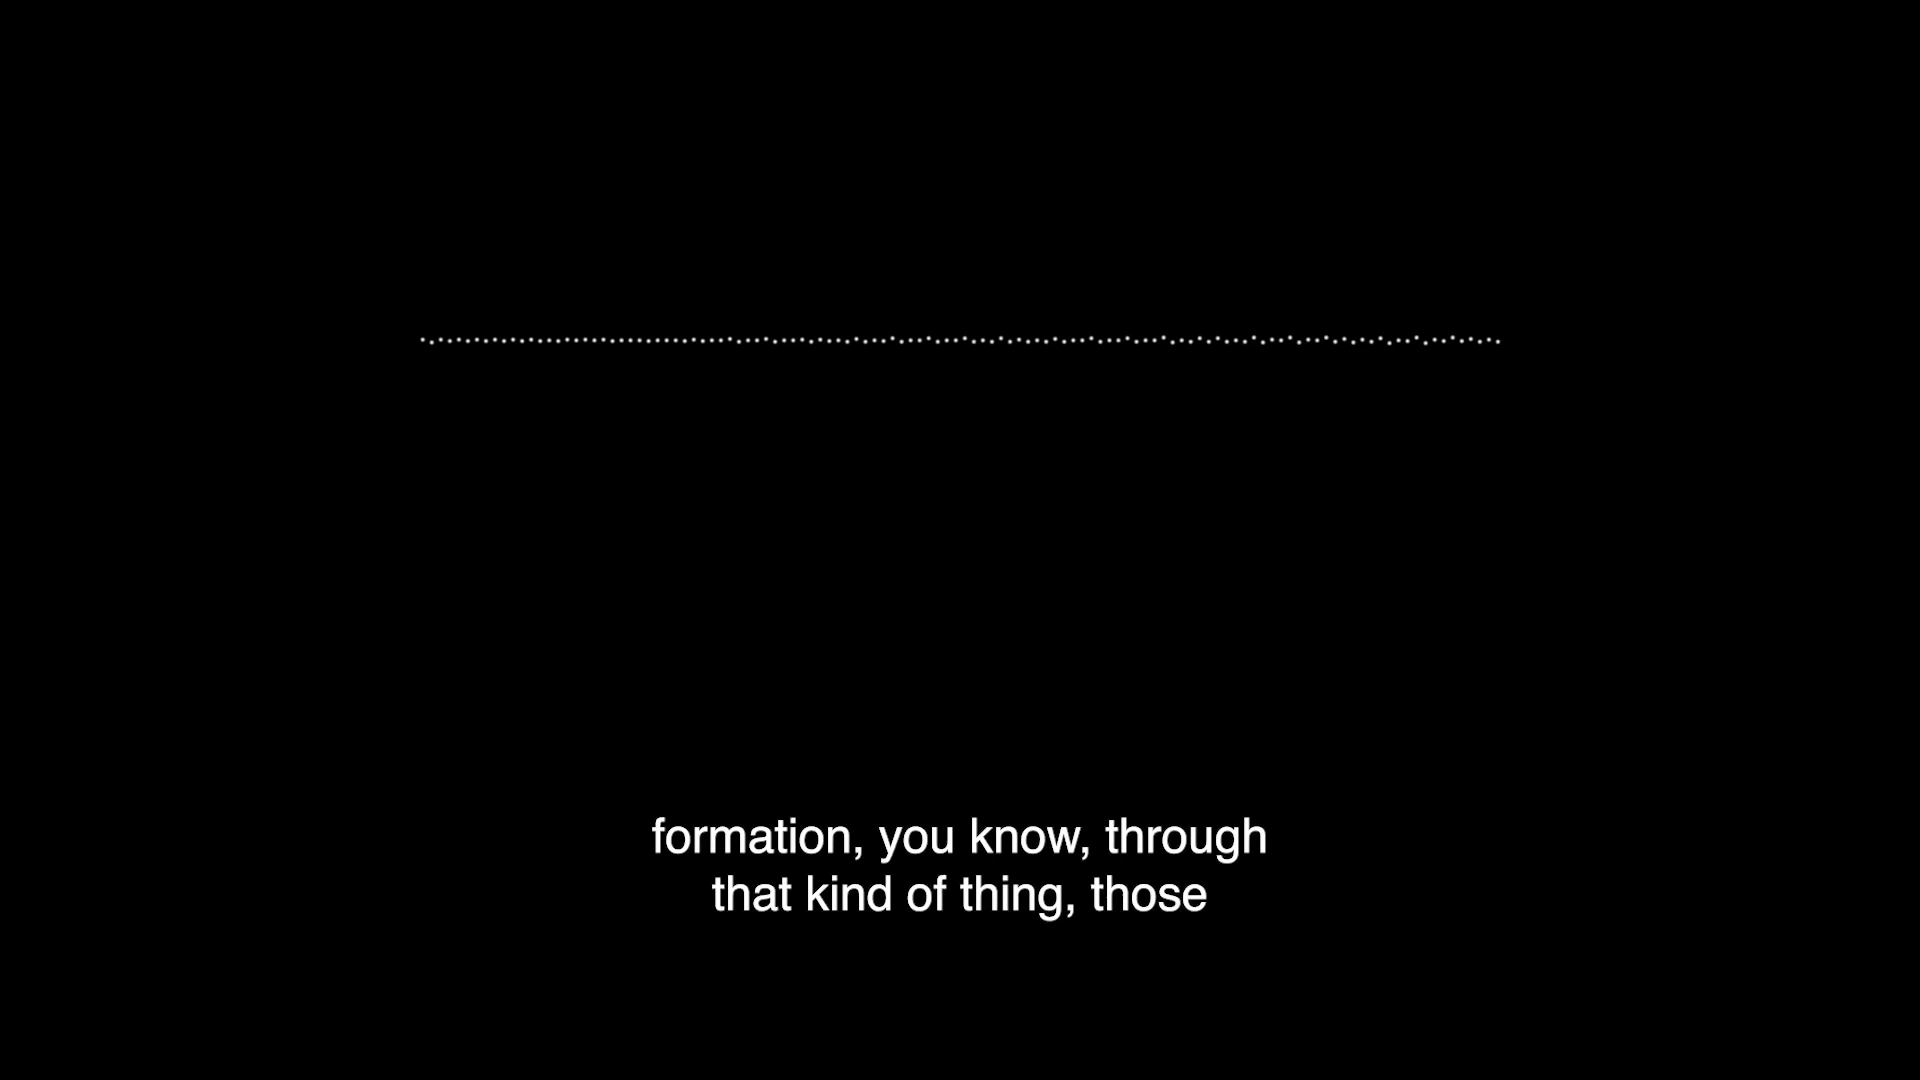 formation, you know, through
that kind of thing, those